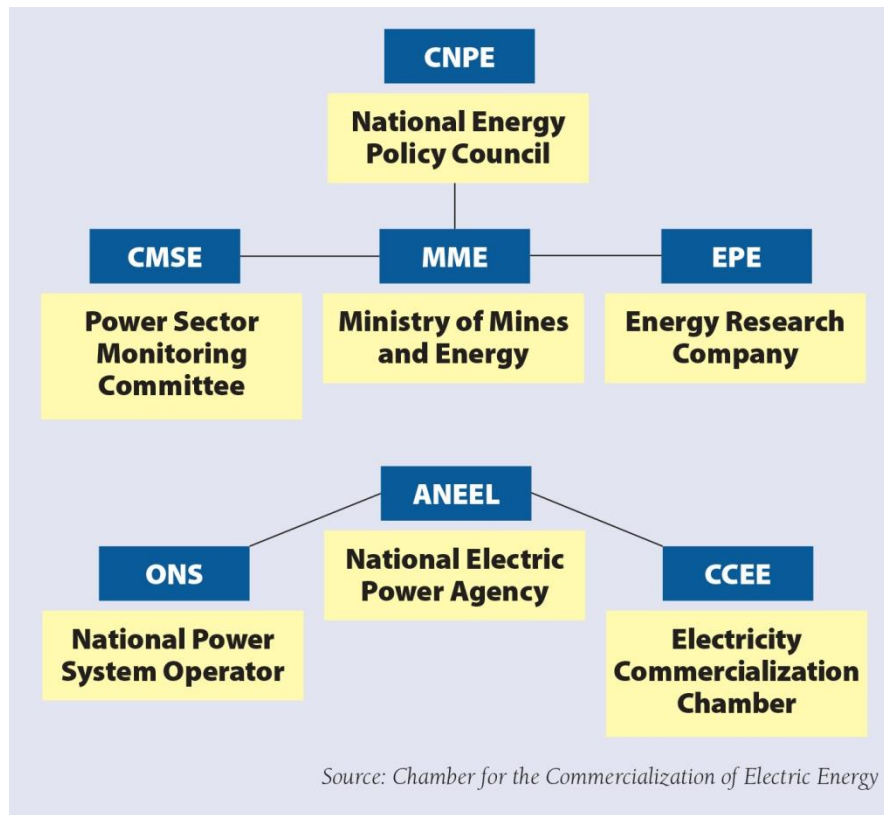 CNPE
National Energy
Policy Council
CMSE
MME
EPE
Power Sector
Monitoring
Committee
Ministry of Mines
and Energy
Energy Research
Company
ANEEL
National Electric
Power Agency
ONS
CCEE
National Power
System Operator
Electricity
Commercialization
Chamber
Source: Chamber for the Commercialization of Electric Energy